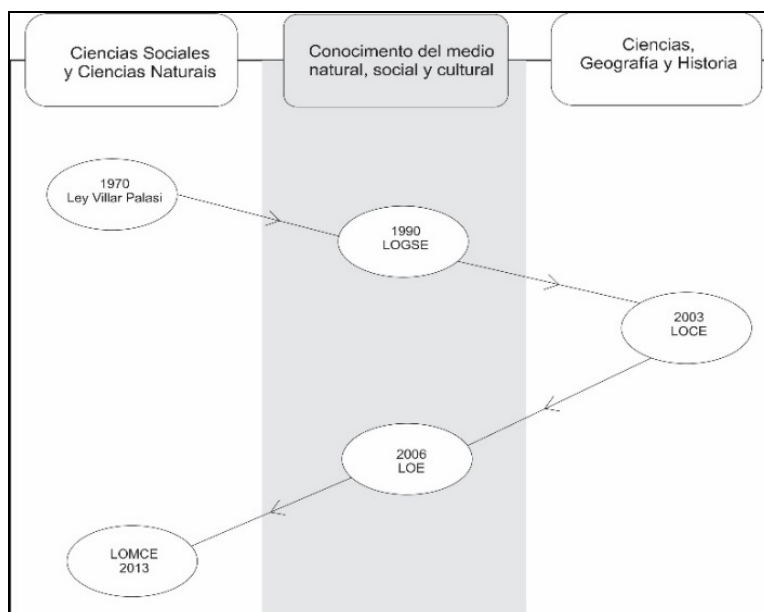 Ciencias Sociales
y Ciencias Naturais
Conocimento del medio
natural, social y cultural
Ciencias,
Geografía y Historia
1970
Ley Villar Palasi
1990
LOGSE
2003
LOCE
2006
LOE
LOMCE
2013